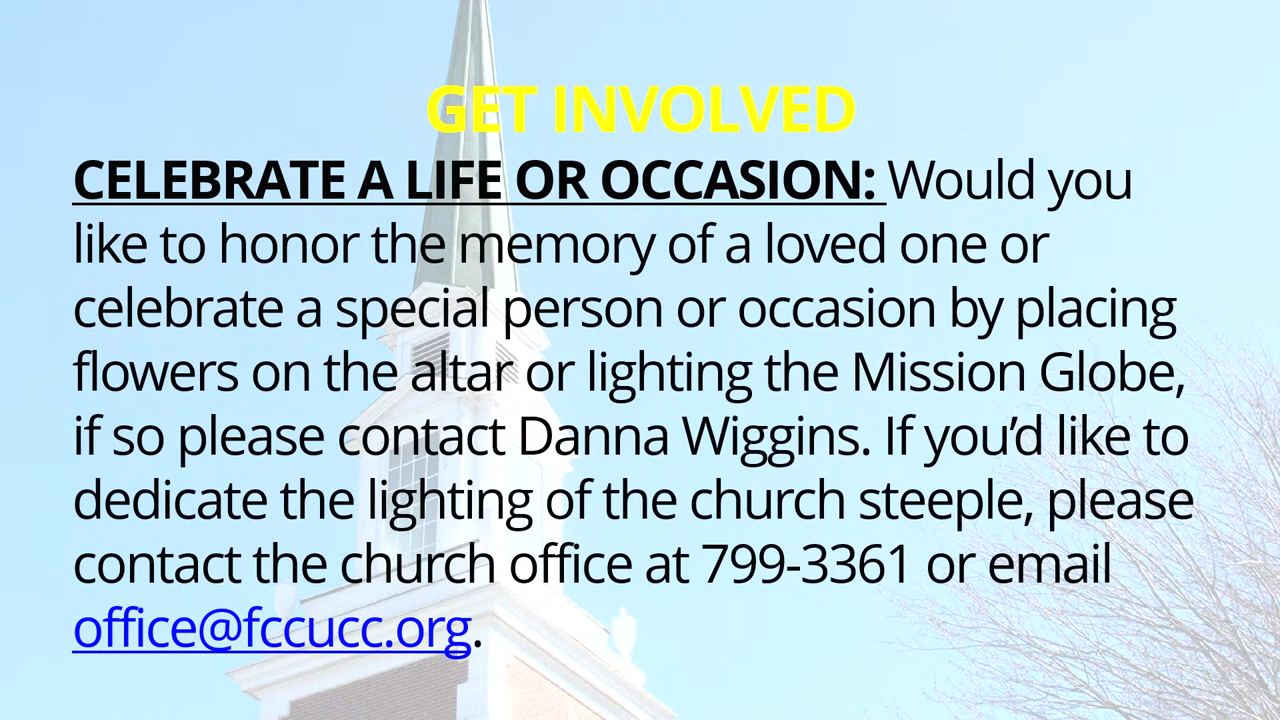 GET INVOLVED
CELEBRATE A LIFE OR OCCASION: Would you
like to honor the memory of a loved one or
celebrate a special person or occasion by placing
flowers on the altar or lighting the Mission Globe,
if so please contact Danna Wiggins. If you’d like to
dedicate the lighting of the church steeple, please
contact the church office at 799-3361 or email
office@fccucc.org.